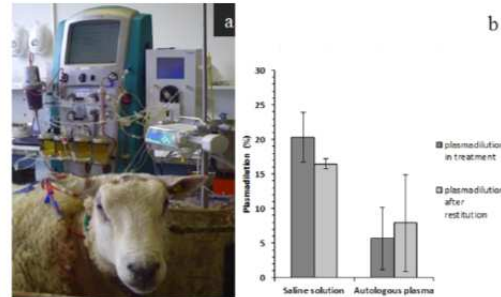 a
b
30
25
20
15
10
5
0
Plasmadilution (%)
Saline solution
Autologous plasma
plasmadilution
in treatment
plasmadilution
after
restitution